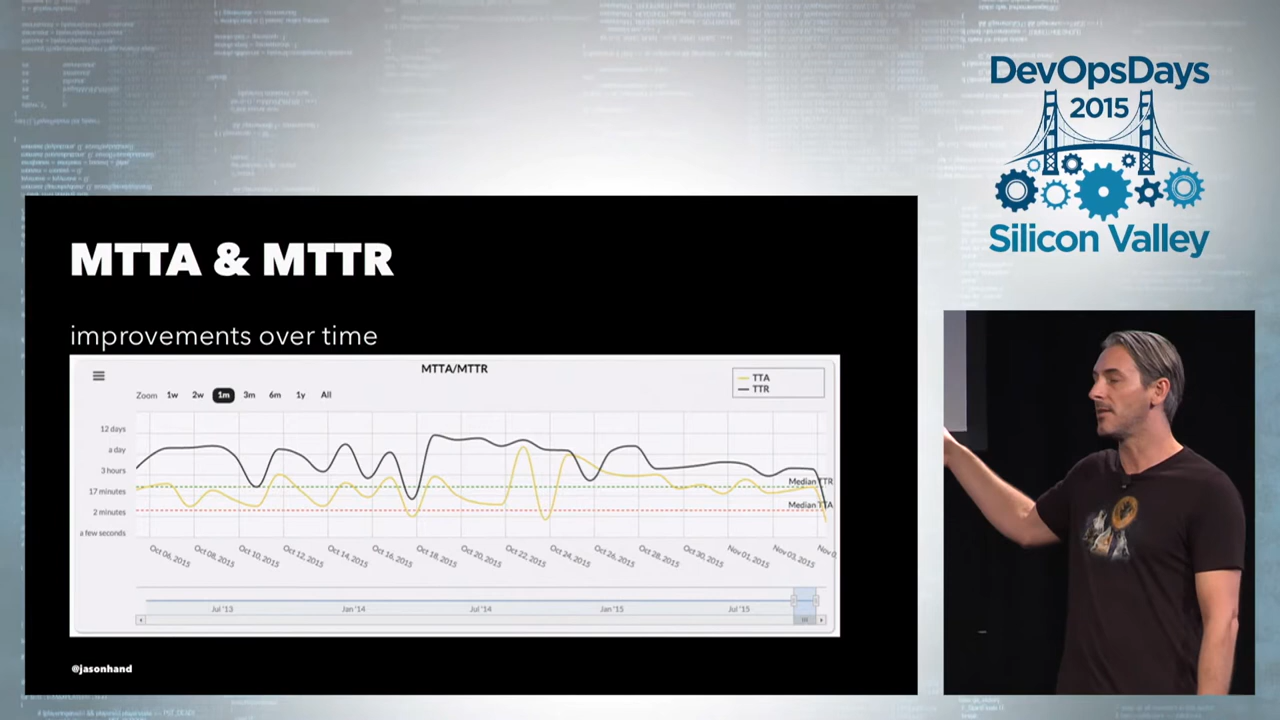 DevOpsDays
2015
Silicon Valley
MTTA & MTTR
improvements over time
MTTA/MTTR
TTA
TTR
Zoom 1w 2w 1m 3m 6m 1y All
12 days
a day
3 hours
17 minutes
2 minutes
a few seconds
Median TTR
Median TTA
Oct 06, 2015 Oct 08, 2015 Oct 10, 2015 Oct 12, 2015 Oct 14, 2015 Oct 16, 2015 Oct 18, 2015 Oct 20, 2015 Oct 22, 2015 Oct 24, 2015 Oct 26, 2015 Oct 28, 2015 Oct 30, 2015 Nov 01, 2015 Nov 03, 2015 Nov 0
Jul '13 Jan '14 Jul '14 Jan '15 Jul '15
@jasonhand